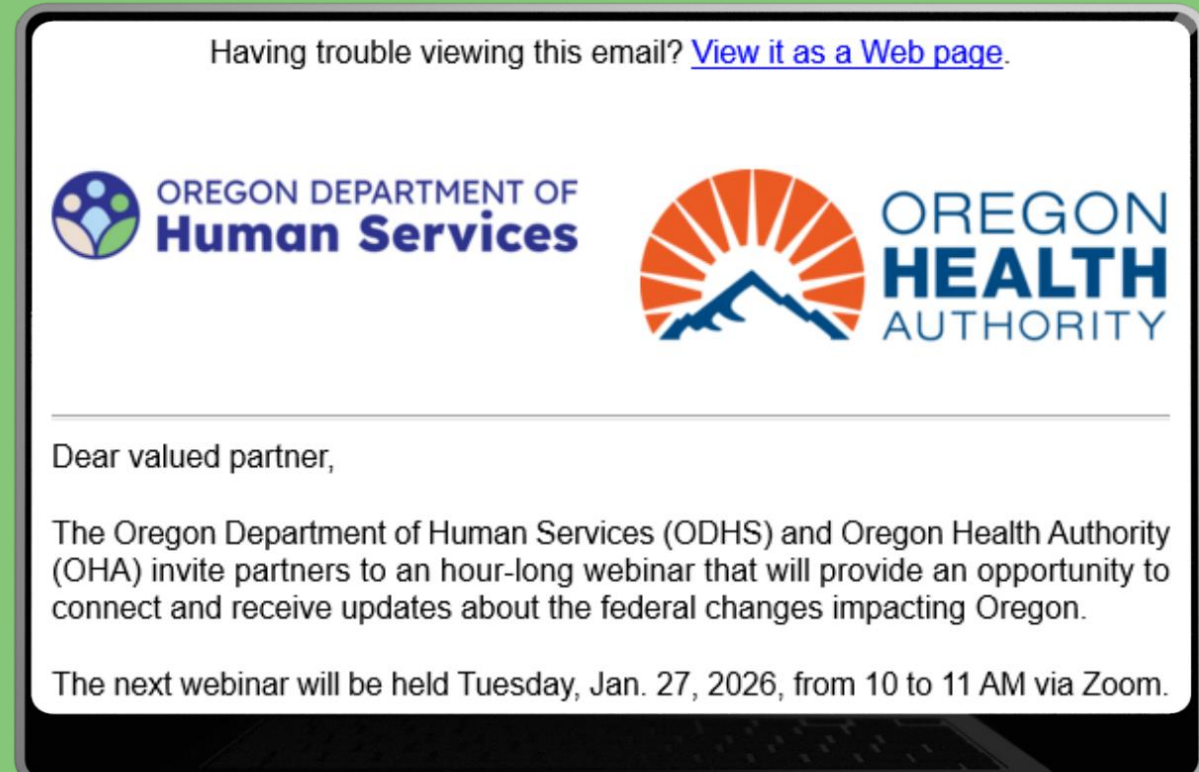 Having trouble viewing this email? View it as a Web page.
OREGON DEPARTMENT OF
Human Services
OREGON
HEALTH
AUTHORITY
Dear valued partner,
The Oregon Department of Human Services (ODHS) and Oregon Health Authority
(OHA) invite partners to an hour-long webinar that will provide an opportunity to
connect and receive updates about the federal changes impacting Oregon.
The next webinar will be held Tuesday, Jan. 27, 2026, from 10 to 11 AM via Zoom.